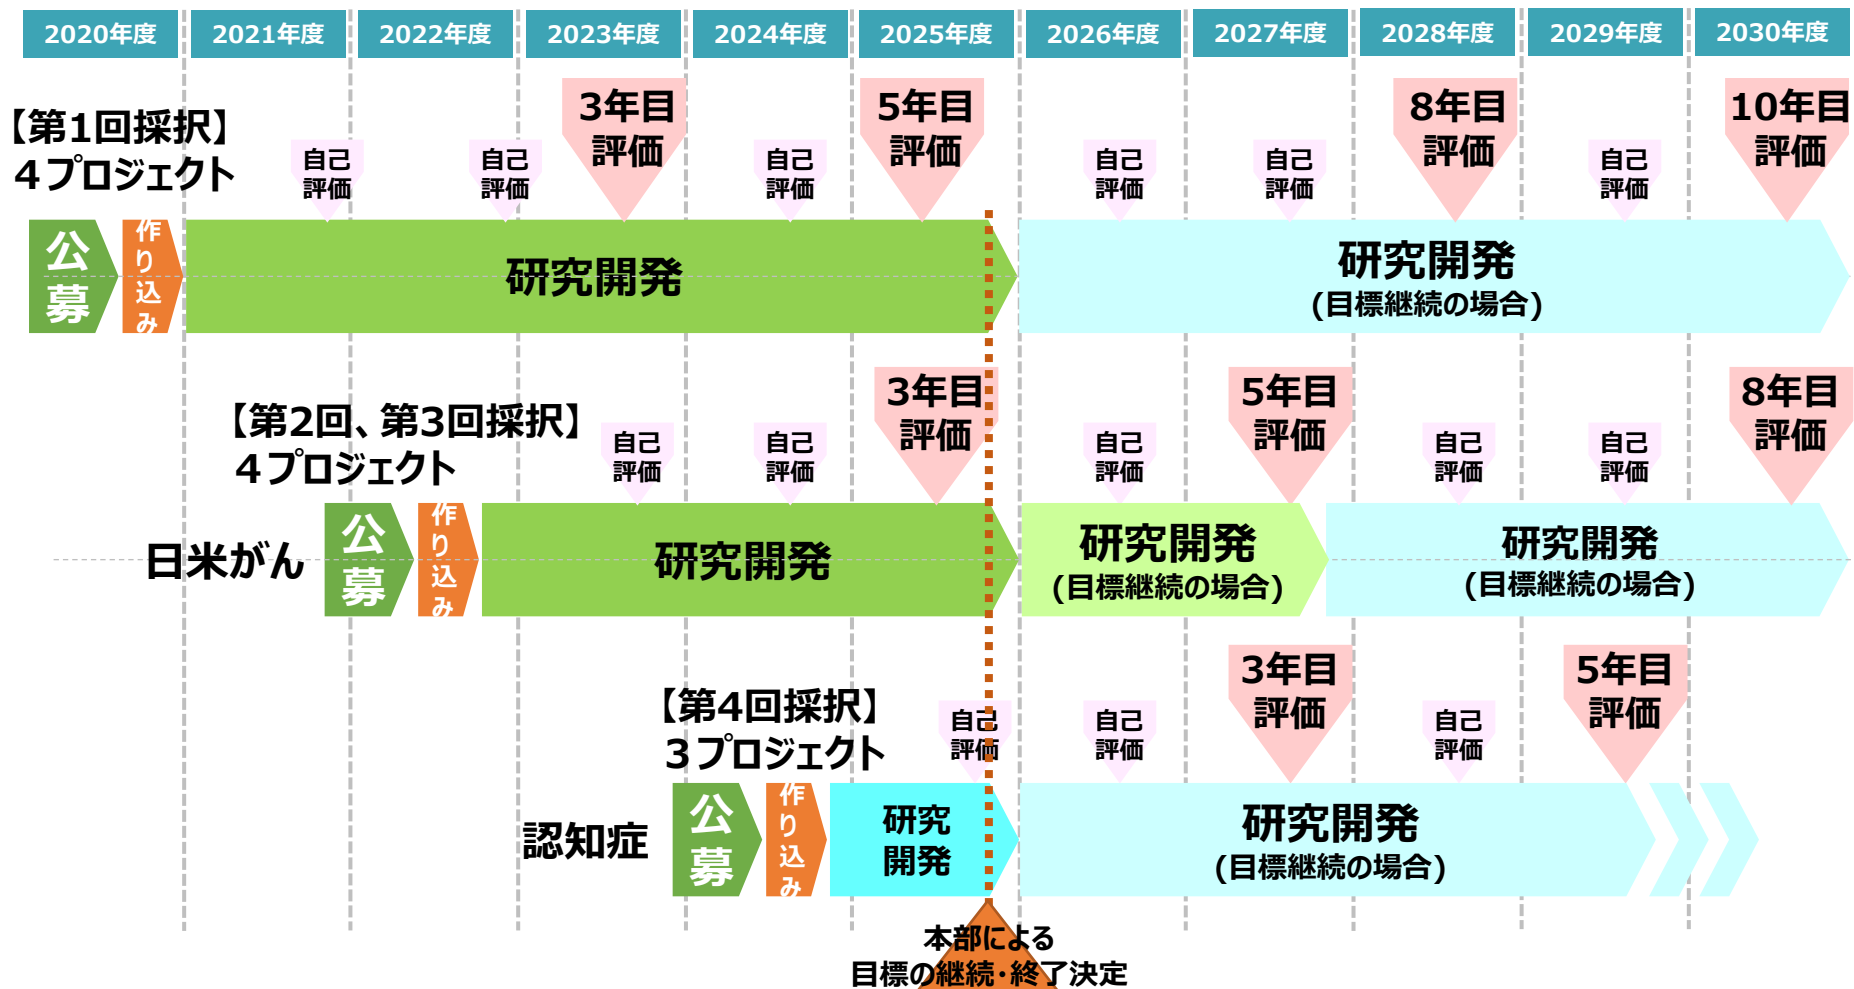 2020年度
2021年度
2022年度
2023年度
2024年度
2025年度
2026年度
2027年度
2028年度
2029年度
2030年度
【第1回採択】
４プロジェクト
自己
評価
自己
評価
3年目
評価
自己
評価
5年目
評価
自己
評価
自己
評価
8年目
評価
自己
評価
10年目
評価
公
募
作
り
込
み
研究開発
研究開発
(目標継続の場合)
【第2回、第3回採択】
４プロジェクト
自己
評価
自己
評価
3年目
評価
自己
評価
5年目
評価
自己
評価
自己
評価
8年目
評価
日米がん
公
募
作
り
込
み
研究開発
研究開発
(目標継続の場合)
研究開発
(目標継続の場合)
【第4回採択】
３プロジェクト
自己
評価
自己
評価
3年目
評価
自己
評価
5年目
評価
認知症
公
募
作
り
込
み
研究
開発
研究開発
(目標継続の場合)
本部による
目標の継続･終了決定